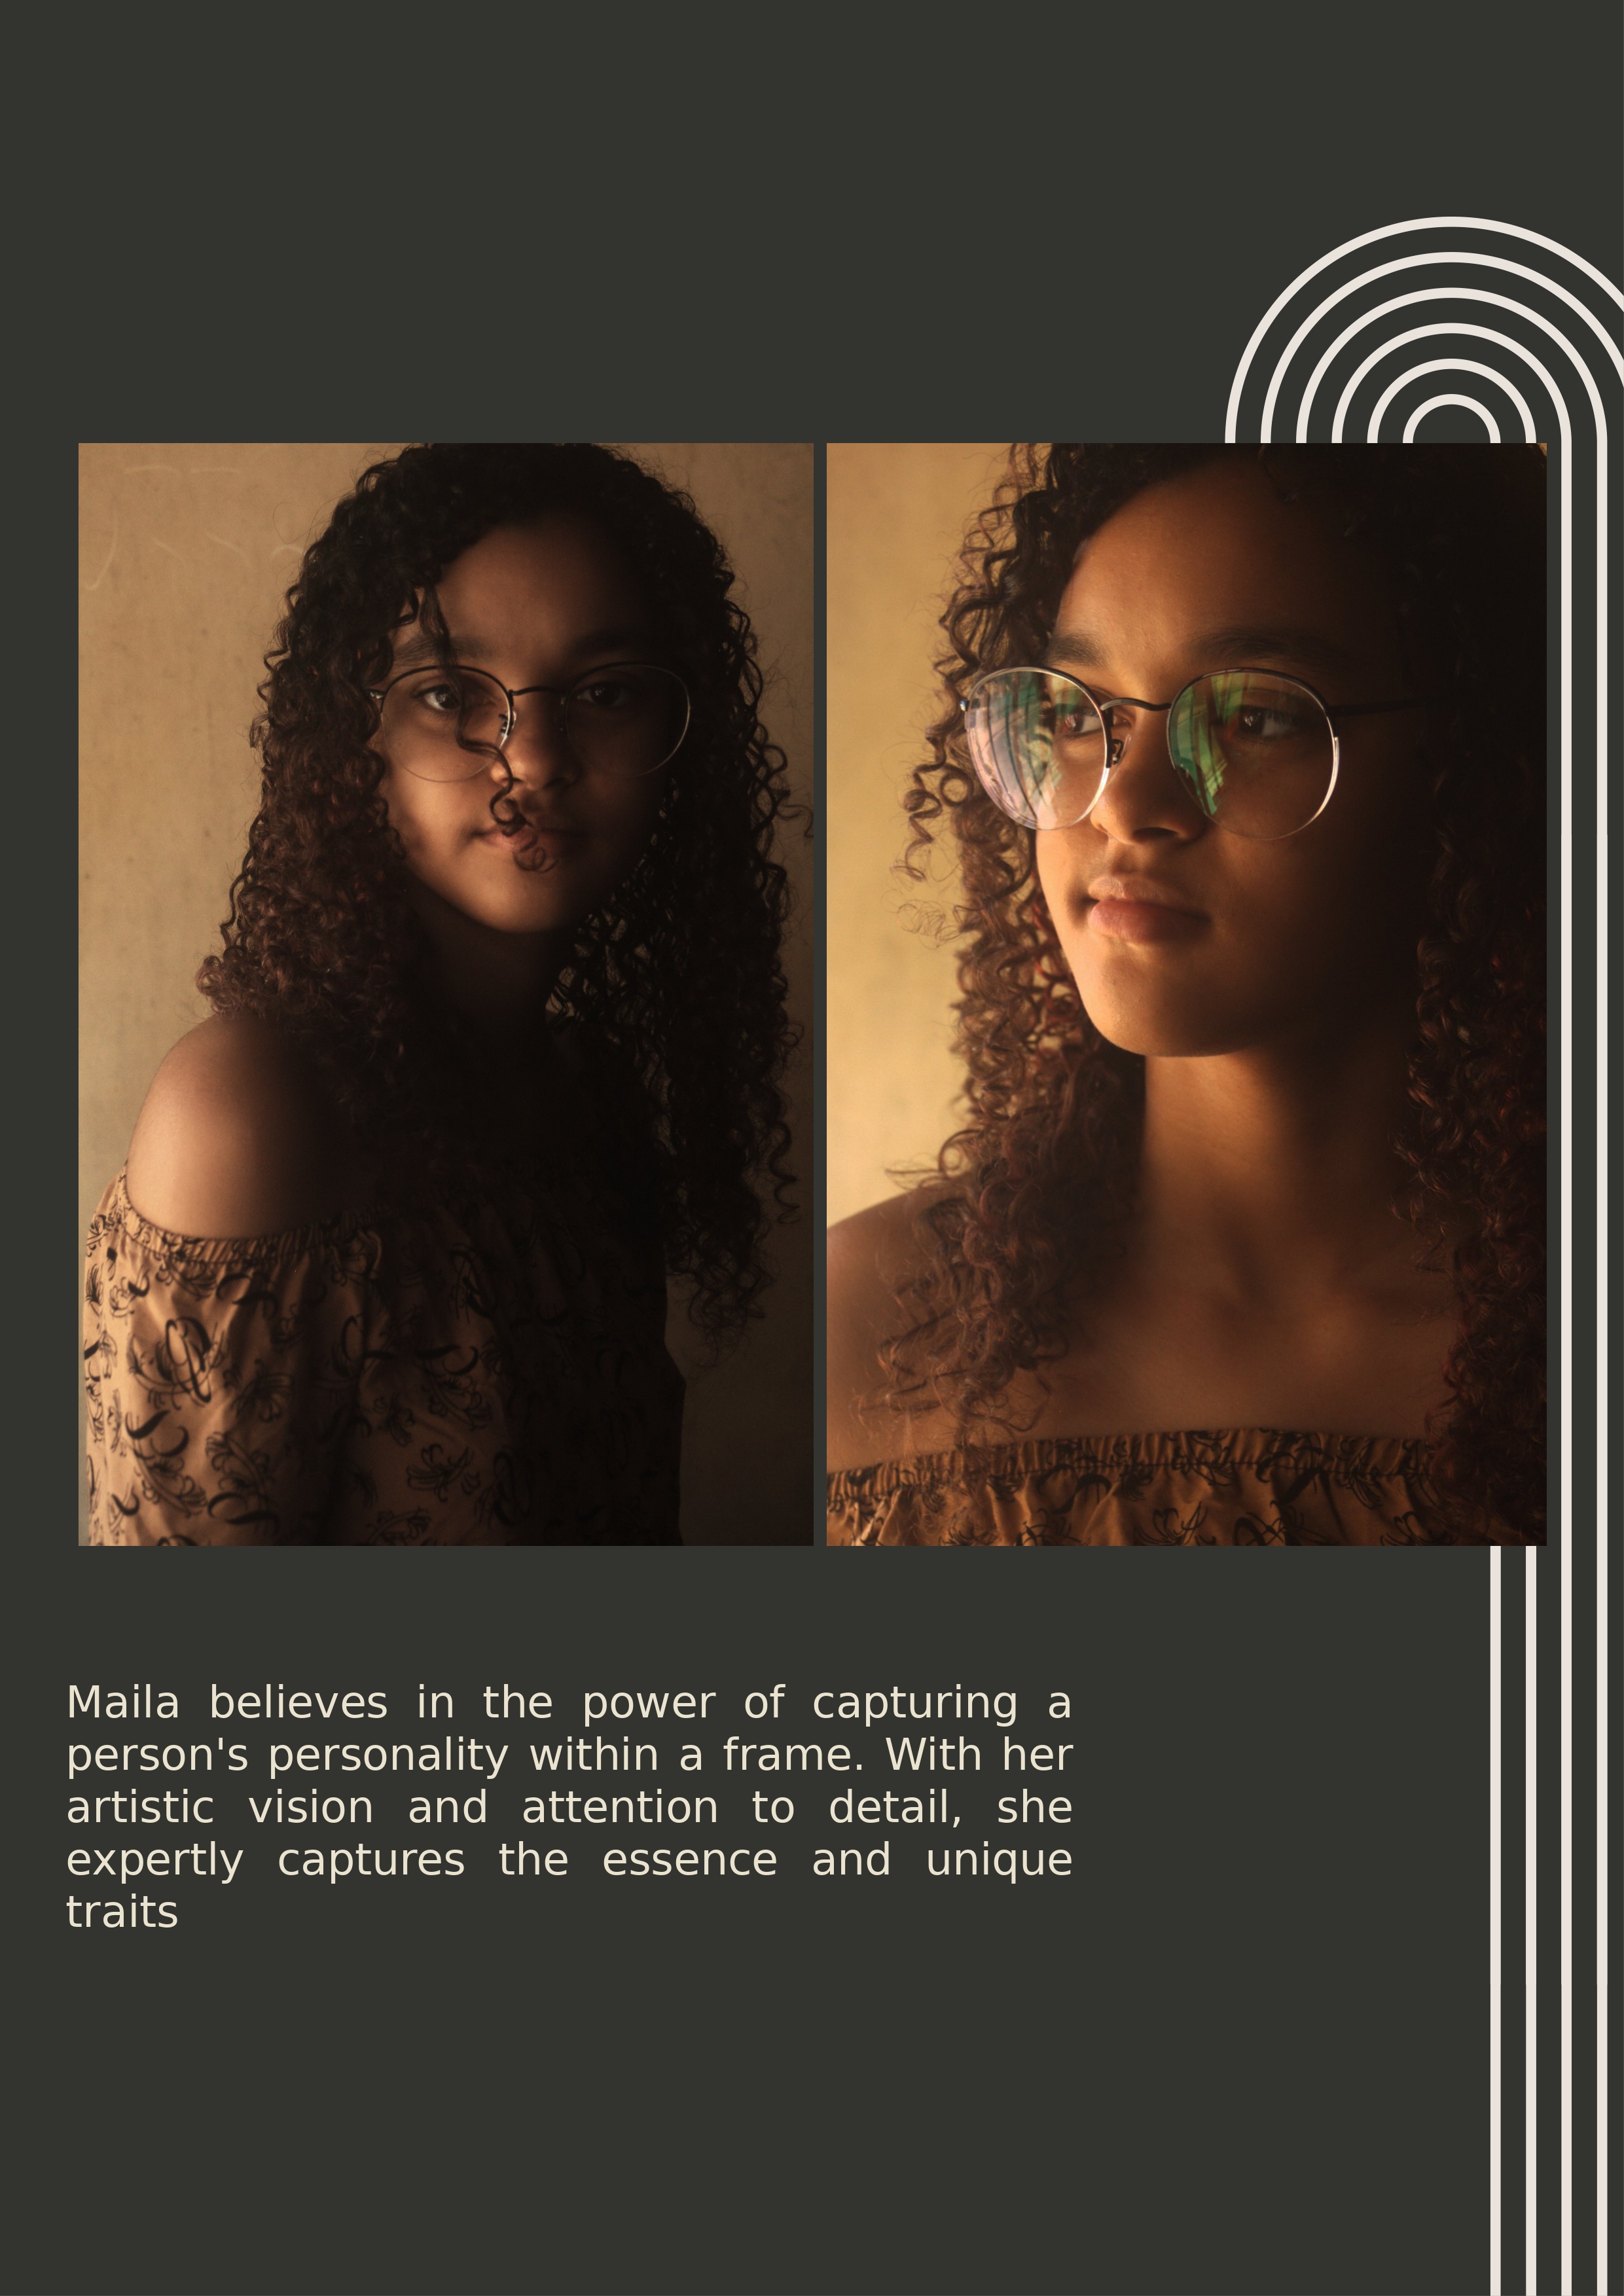 Maila believes in the power of capturing a
person's personality within a frame. With her
artistic vision and attention to detail, she
expertly captures the essence and unique
traits